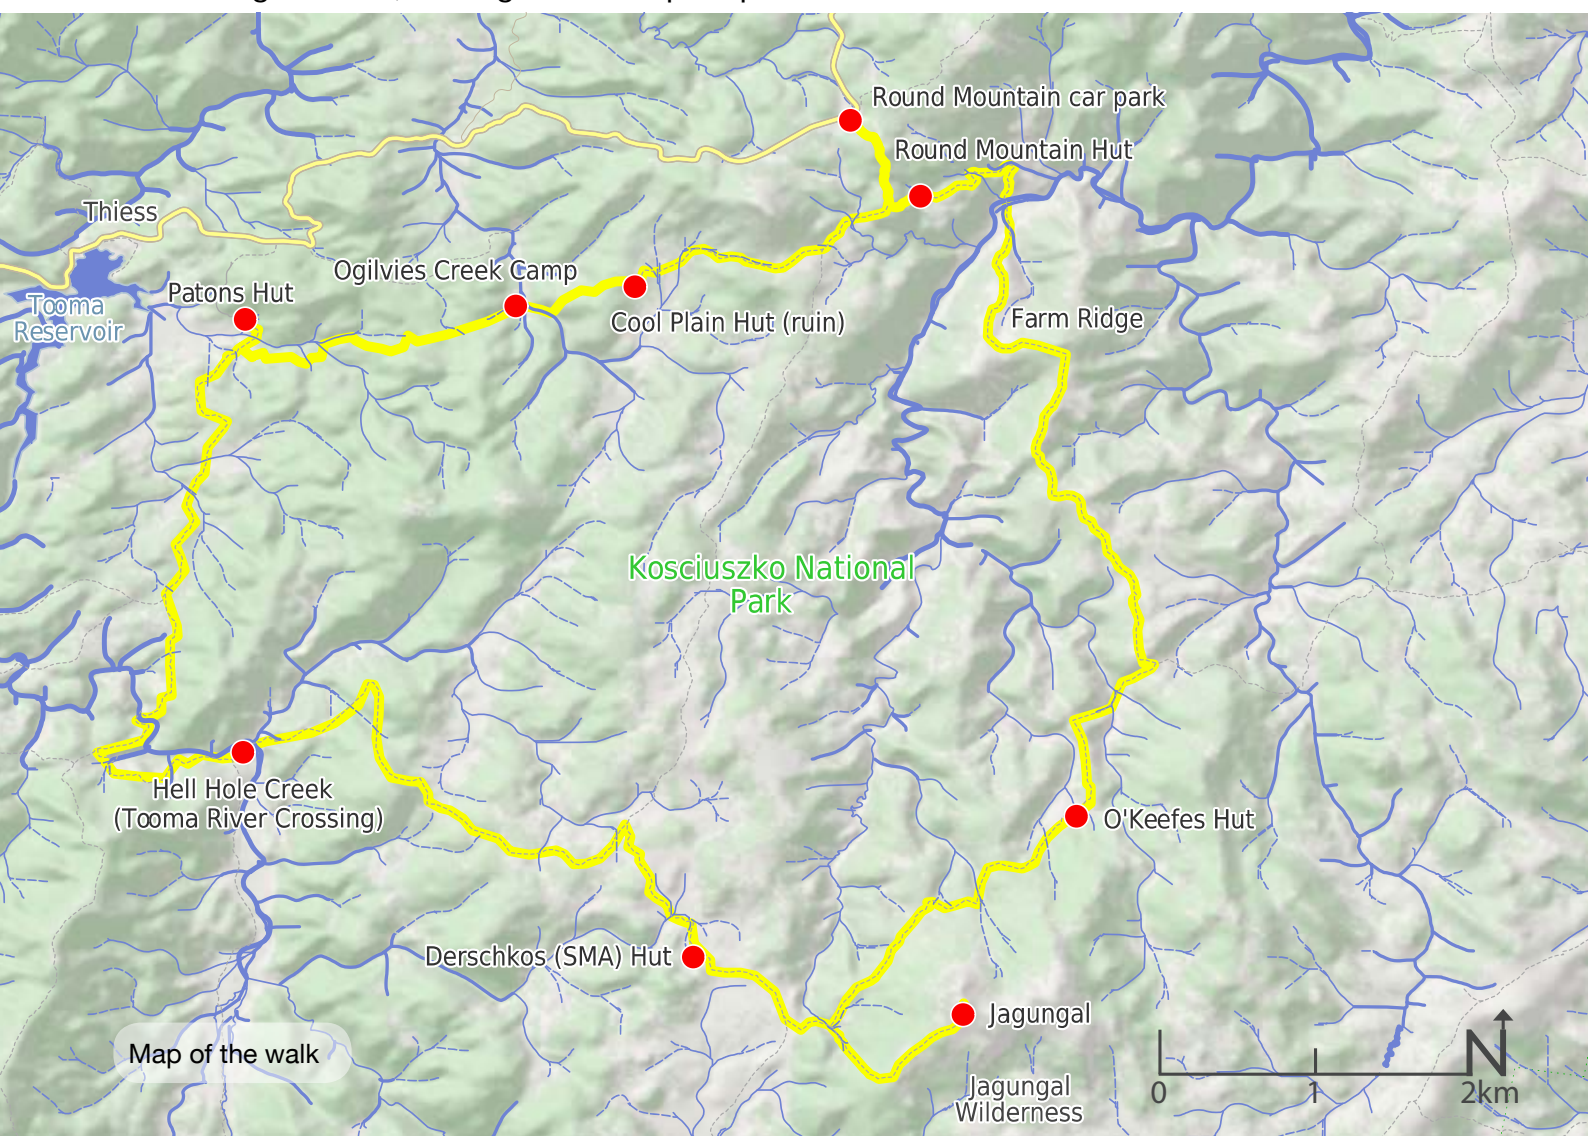 Round Mountain car park
Round Mountain Hut
Thiess
Ogilvies Creek Camp
Patons Hut
Tooma
Reservoir
Cool Plain Hut (ruin)
Farm Ridge
Kosciuszko National
Park
Hell Hole Creek
(Tooma River Crossing)
O'Keefes Hut
Derschkos (SMA) Hut
Jagungal
Map of the walk
N
0 1 2km
Jagungal
Wilderness